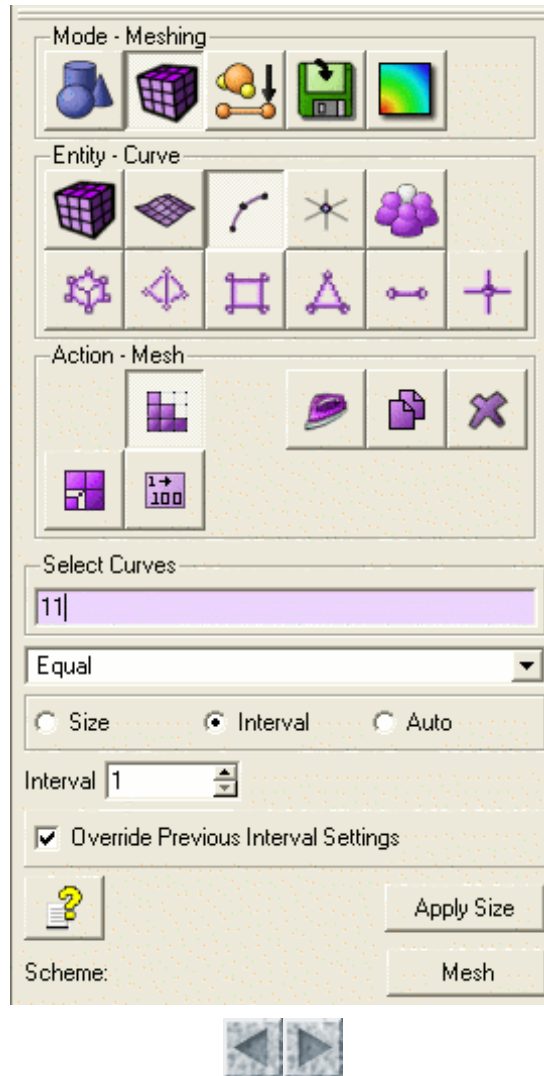 Mode - Meshing
Entity - Curve
Action - Mesh
1
100
Select Curves
11
Equal
Size Interval Auto
Interval 1
Override Previous Interval Settings
Apply Size
Scheme: Mesh